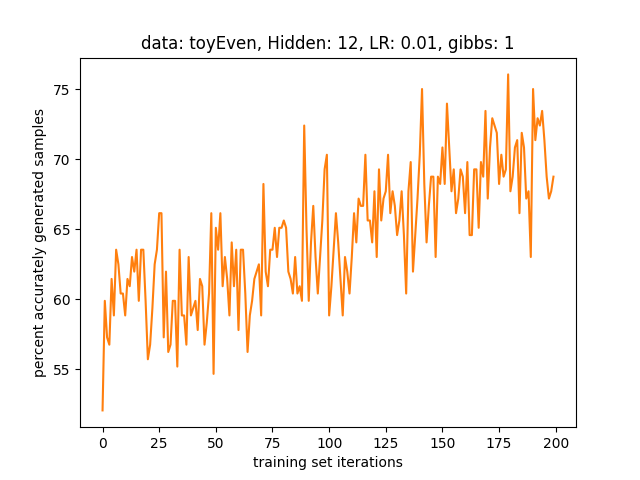 data: toyEven, Hidden: 12, LR: 0.01, gibbs: 1
percent accurately generated samples
75
70
65
60
55
0 25 50 75 100 125 150 175 200
training set iterations